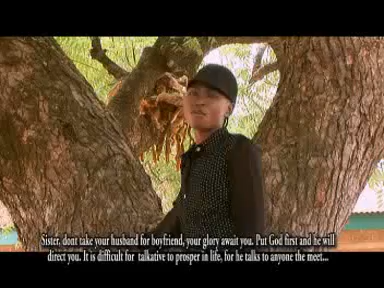 Sister, dont take your husband for boyfriend, your glory await you. Put God first and he will
direct you. It is difficult for talkative to prosper in life, for he talks to anyone the meet...